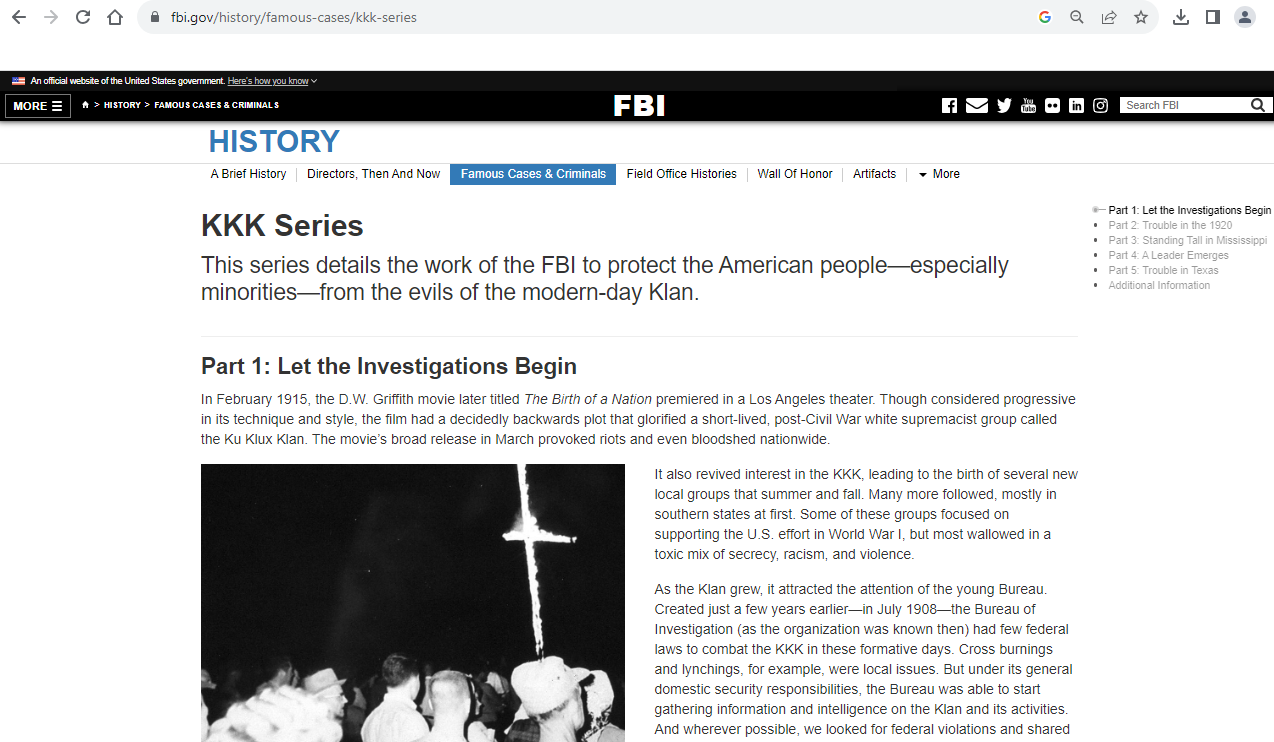 fbi.gov/history/famous-cases/kkk-series
An official website of the United States government. Here's how you know
MORE
> HISTORY > FAMOUS CASES & CRIMINALS
FBI
You Tube
in
Search FBI
HISTORY
A Brief History
Directors, Then And Now
Famous Cases & Criminals
Field Office Histories
Wall Of Honor
Artifacts
More
KKK Series
This series details the work of the FBI to protect the American people—especially
minorities—from the evils of the modern-day Klan.
Part 1: Let the Investigations Begin
Part 2: Trouble in the 1920
Part 3: Standing Tall in Mississippi
Part 4: A Leader Emerges
Part 5: Trouble in Texas
Additional Information
Part 1: Let the Investigations Begin
In February 1915, the D.W. Griffith movie later titled The Birth of a Nation premiered in a Los Angeles theater. Though considered progressive
in its technique and style, the film had a decidedly backwards plot that glorified a short-lived, post-Civil War white supremacist group called
the Ku Klux Klan. The movie's broad release in March provoked riots and even bloodshed nationwide.
It also revived interest in the KKK, leading to the birth of several new
local groups that summer and fall. Many more followed, mostly in
southern states at first. Some of these groups focused on
supporting the U.S. effort in World War I, but most wallowed in a
toxic mix of secrecy, racism, and violence.
As the Klan grew, it attracted the attention of the young Bureau.
Created just a few years earlier—in July 1908—the Bureau of
Investigation (as the organization was known then) had few federal
laws to combat the KKK in these formative days. Cross burnings
and lynchings, for example, were local issues. But under its general
domestic security responsibilities, the Bureau was able to start
gathering information and intelligence on the Klan and its activities.
And wherever possible, we looked for federal violations and shared